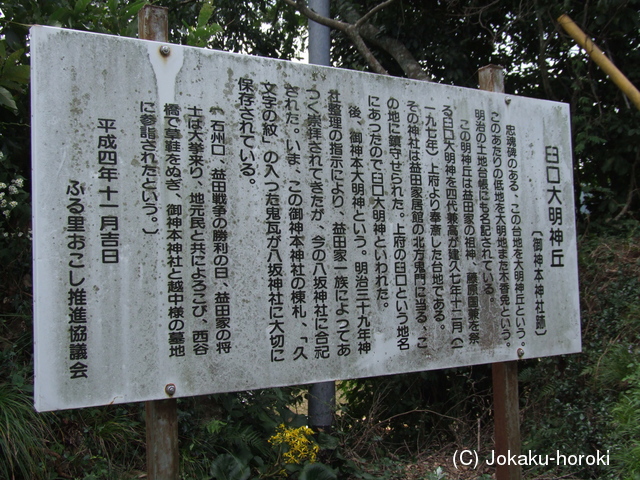 臼口大明神丘
〔御神本神社跡〕
忠魂碑のある、この台地を大明神丘という。
このあたりの低地を大明地また不香免という。
明治の土地台帳にも名記されている。
この明神丘は益田家の祖神、藤原国兼を祭
る臼口大明神を四代兼高が建久七年十二月(一
一九七年)上府より奉斎した台地である。
その神社は益田家居館の北方鬼門に当る、こ
の地に鎮守せられた。上府の臼口という地名
にあつたので臼口大明神といわれた。
後、御神本大明神という。明治三十九年神
社整理の指示により、益田家一族によってあ
つく崇拝されてきたが、今の八坂神社に合祀
された。いま、この御神本神社の棟札、「久
文字の紋」の入った鬼瓦が八坂神社に大切に
保存されている。
〔石州口、益田戦争の勝利の日、益田家の将
士は大挙来り、地元民と共によろこび、西谷
橋で草鞋をぬぎ、御神本神社と越中様の墓地
に参詣されたという。〕
平成四年十一月吉日
ふる里おこし推進協議会
(C) Jokaku-horoki